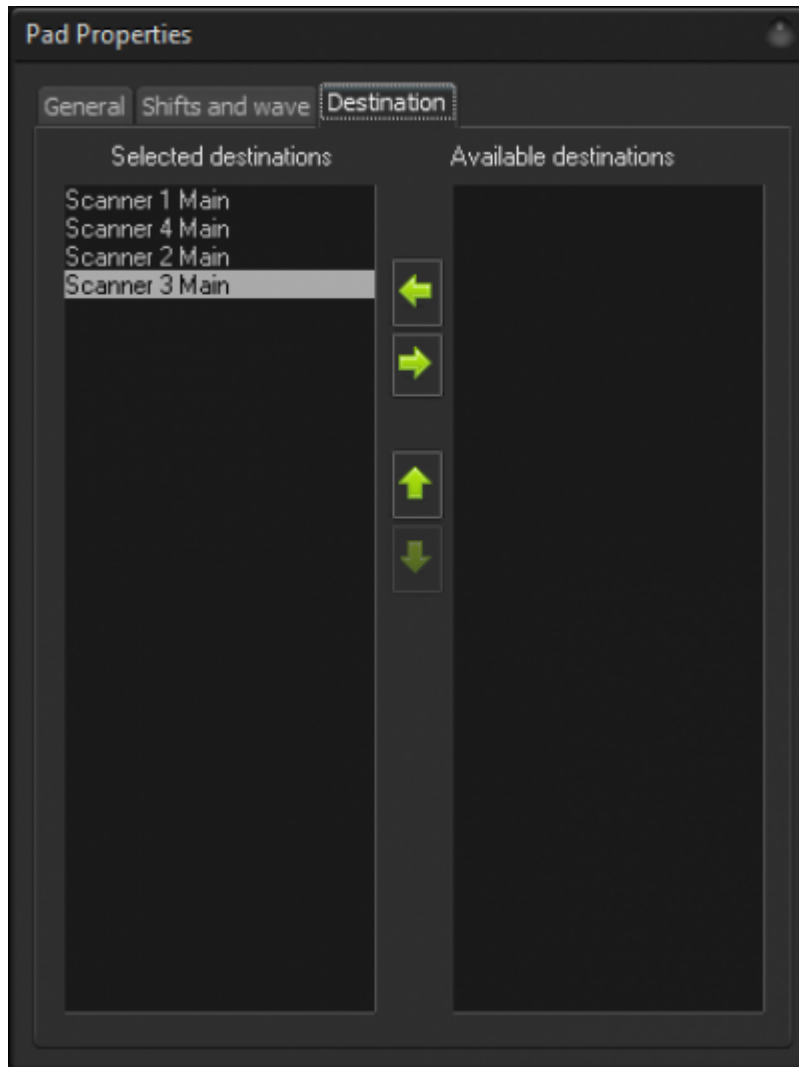 Pad Properties
General Shifts and wave Destination
Selected destinations Available destinations
Scanner 1 Main
Scanner 4 Main
Scanner 2 Main
Scanner 3 Main